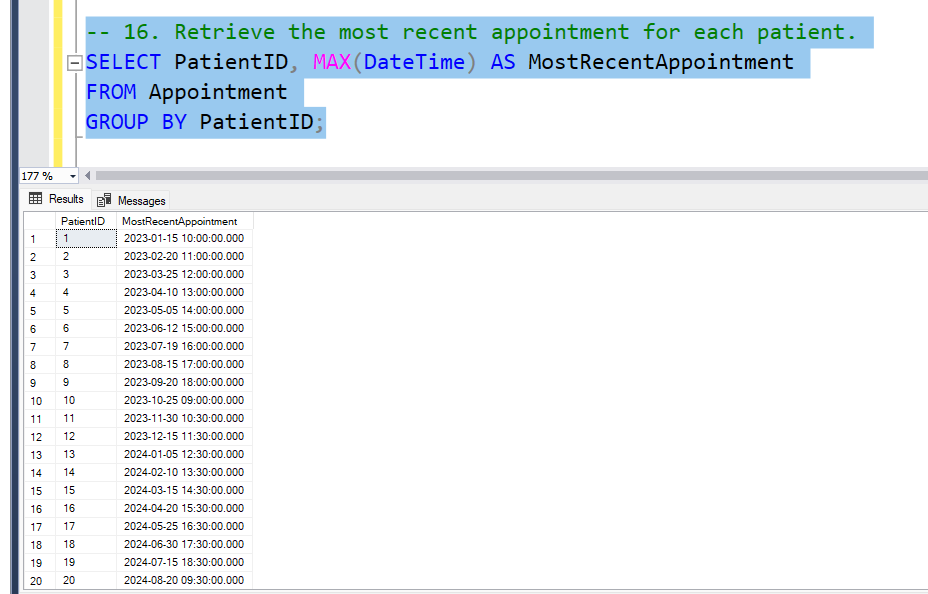 -- 16. Retrieve the most recent appointment for each patient.
SELECT PatientID, MAX(DateTime) AS MostRecentAppointment
FROM Appointment
GROUP BY PatientID;
177 %
Results Messages
PatientID MostRecentAppointment
1 1 2023-01-15 10:00:00.000
2 2 2023-02-20 11:00:00.000
3 3 2023-03-25 12:00:00.000
4 4 2023-04-10 13:00:00.000
5 5 2023-05-05 14:00:00.000
6 6 2023-06-12 15:00:00.000
7 7 2023-07-19 16:00:00.000
8 8 2023-08-15 17:00:00.000
9 9 2023-09-20 18:00:00.000
10 10 2023-10-25 09:00:00.000
11 11 2023-11-30 10:30:00.000
12 12 2023-12-15 11:30:00.000
13 13 2024-01-05 12:30:00.000
14 14 2024-02-10 13:30:00.000
15 15 2024-03-15 14:30:00.000
16 16 2024-04-20 15:30:00.000
17 17 2024-05-25 16:30:00.000
18 18 2024-06-30 17:30:00.000
19 19 2024-07-15 18:30:00.000
20 20 2024-08-20 09:30:00.000